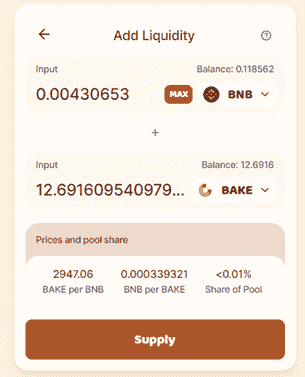 Add Liquidity
Input Balance: 0.118562
0.00430653 MAX BNB
+
Input Balance: 12.6916
12.691609540979... BAKE
Prices and pool share
2947.06 0.000339321 <0.01%
BAKE per BNB BNB per BAKE Share of Pool
Supply